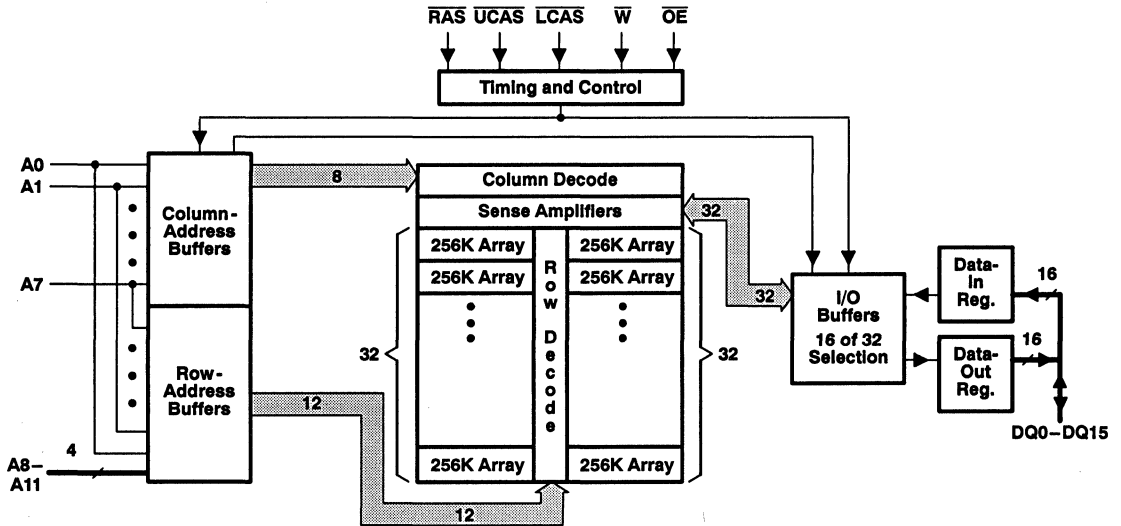 RAS UCAS LCAS W OE
Timing and Control
A0
A1
A7
Column-
Address
Buffers
8
Column Decode
Sense Amplifiers
32
256K Array
256K Array
256K Array
256K Array
Row Decode
256K Array
256K Array
32
32
32
I/O
Buffers
16 of 32
Selection
Data-
In
Reg.
16
Data-
Out
Reg.
16
DQ0–DQ15
Row-
Address
Buffers
12
12
4
A8–
A11